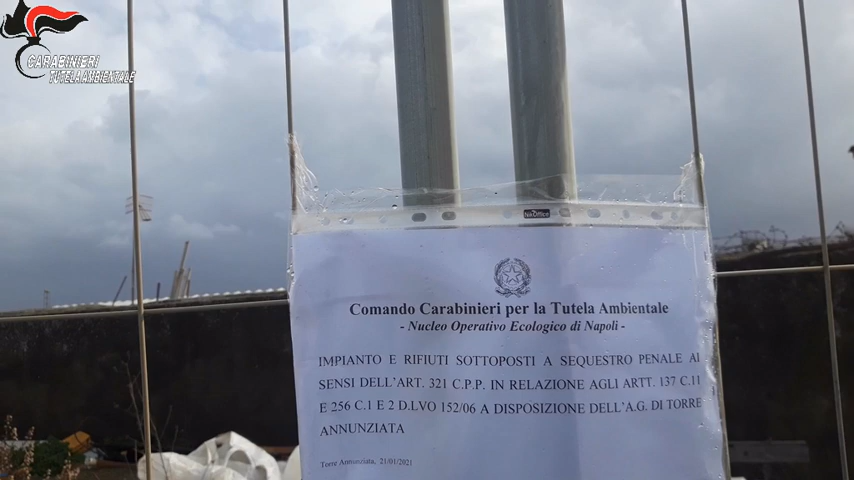 CARABINIERI
TUTELA AMBIENTALE
NikOffice
Comando Carabinieri per la Tutela Ambientale
- Nucleo Operativo Ecologico di Napoli -
IMPIANTO E RIFIUTI SOTTOPOSTI A SEQUESTRO PENALE AI
SENSI DELL'ART. 321 C.P.P. IN RELAZIONE AGLI ARTT. 137 C.11
E 256 C.1 E 2 D.LVO 152/06 A DISPOSIZIONE DELL'A.G. DI TORRE
ANNUNZIATA
Torre Annunziata, 21/01/2021